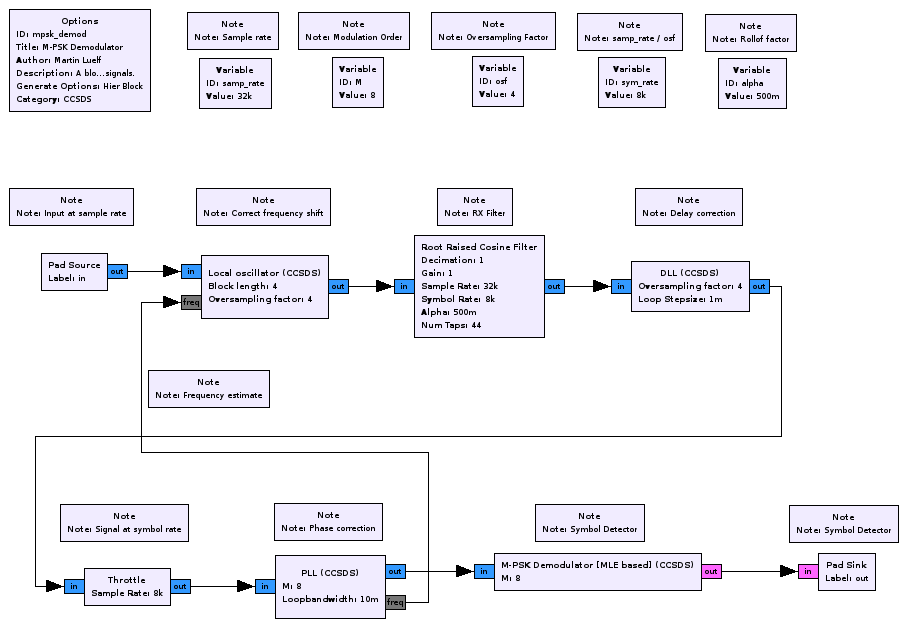 Options
ID: mpsk_demod
Title: M-PSK Demodulator
Author: Martin Luelf
Description: A blo...signals.
Generate Options: Hier Block
Category: CCSDS
Note
Note: Sample rate
Variable
ID: samp_rate
Value: 32k
Note
Note: Modulation Order
Variable
ID: M
Value: 8
Note
Note: Oversampling Factor
Variable
ID: osf
Value: 4
Note
Note: samp_rate / osf
Variable
ID: sym_rate
Value: 8k
Note
Note: Rollof factor
Variable
ID: alpha
Value: 500m
Note
Note: Input at sample rate
Note
Note: Correct frequency shift
Note
Note: RX Filter
Note
Note: Delay correction
Pad Source
Label: in
out
in
freq
Local oscillator (CCSDS)
Block length: 4
Oversampling factor: 4
out
in
Root Raised Cosine Filter
Decimation: 1
Gain: 1
Sample Rate: 32k
Symbol Rate: 8k
Alpha: 500m
Num Taps: 44
out
in
DLL (CCSDS)
Oversampling factor: 4
Loop Stepsize: 1m
out
Note
Note: Frequency estimate
Note
Note: Signal at symbol rate
Note
Note: Phase correction
Note
Note: Symbol Detector
Note
Note: Symbol Detector
in
Throttle
Sample Rate: 8k
out
in
PLL (CCSDS)
M: 8
Loopbandwidth: 10m
out
freq
in
M-PSK Demodulator [MLE based] (CCSDS)
M: 8
out
in
Pad Sink
Label: out